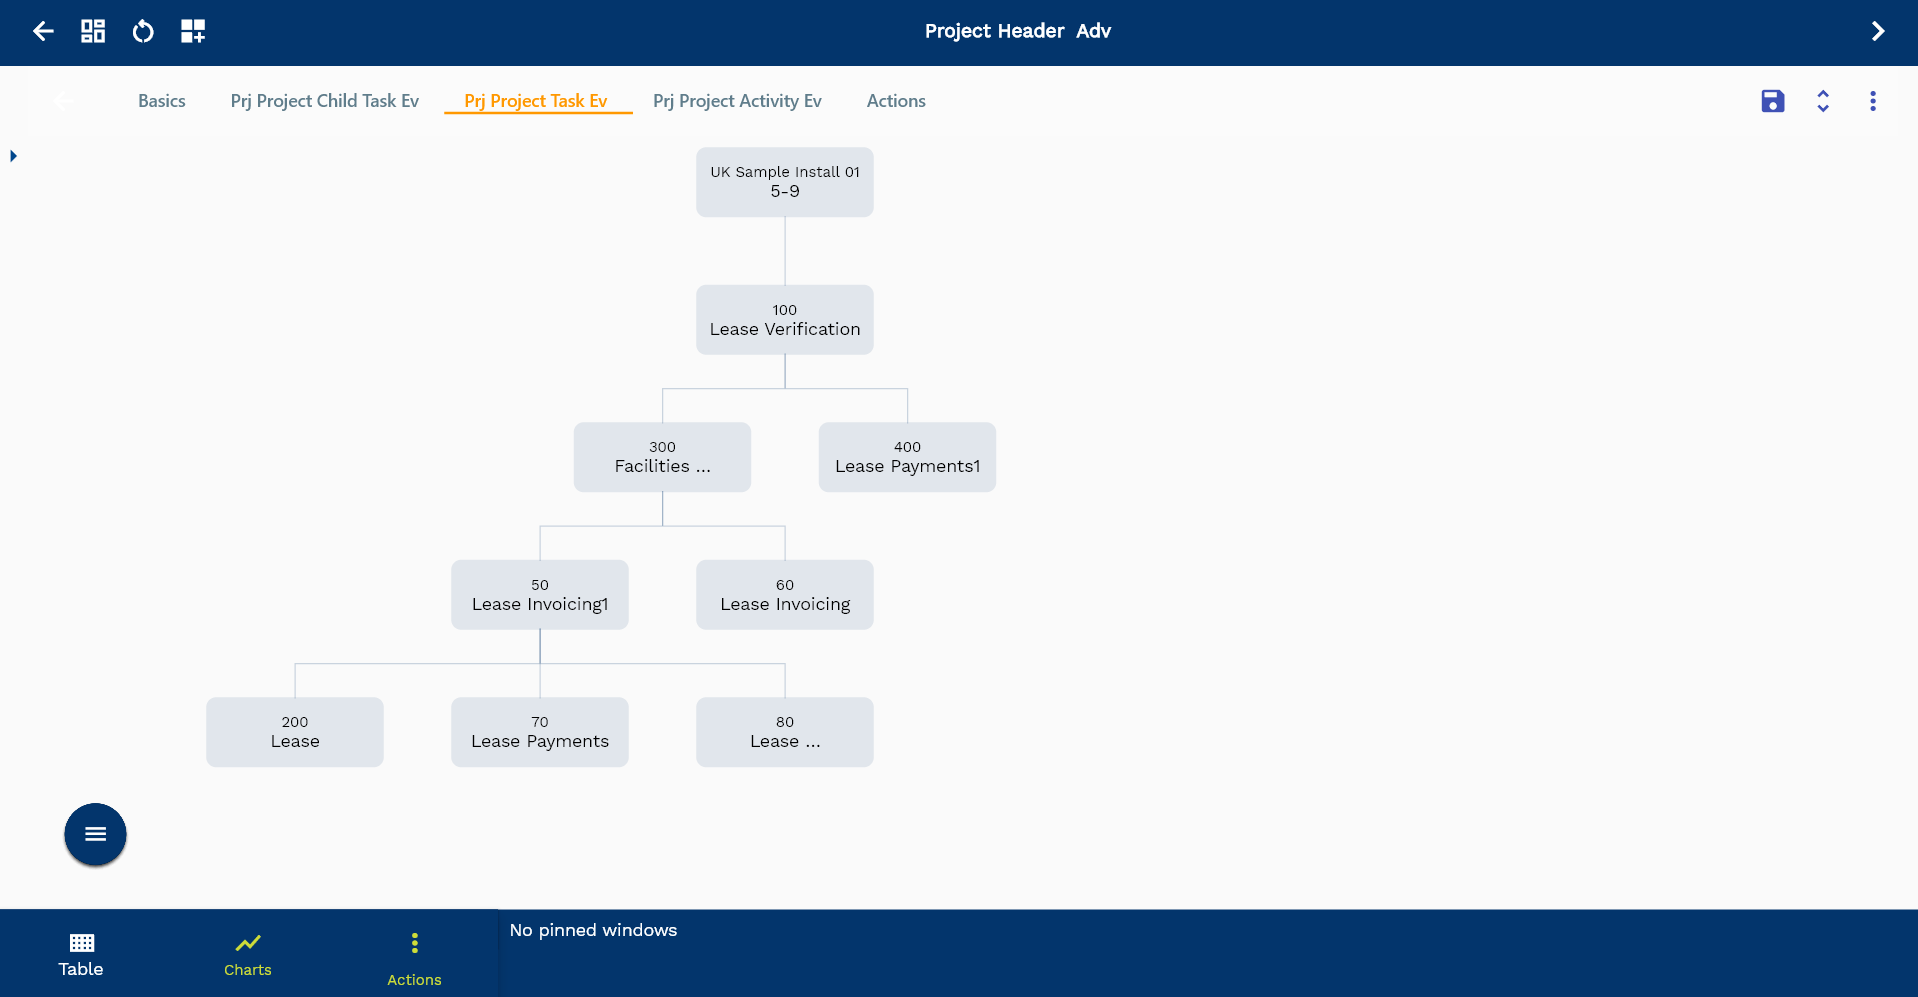 Project Header  Adv
Basics
Prj Project Child Task Ev
Prj Project Task Ev
Prj Project Activity Ev
Actions
UK Sample Install 01
5-9
100
Lease Verification
300
Facilities ...
400
Lease Payments1
50
Lease Invoicing1
60
Lease Invoicing
200
Lease
70
Lease Payments
80
Lease ...
Table
Charts
Actions
No pinned windows